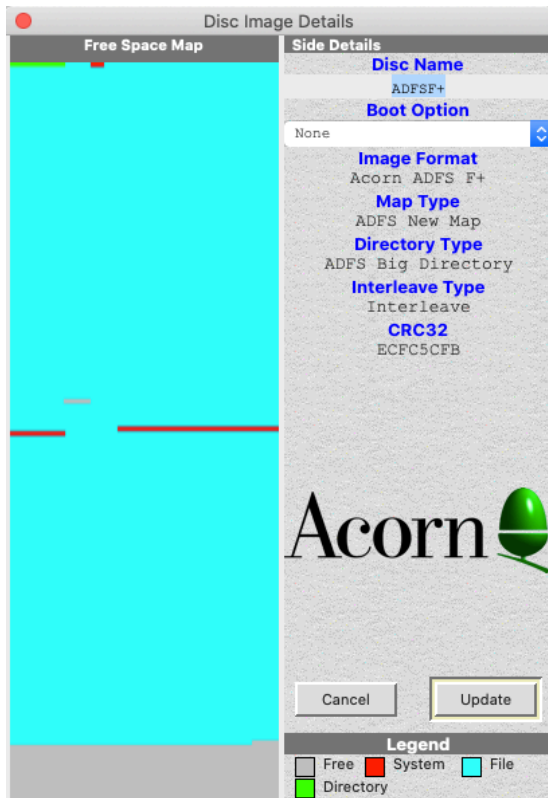 Disc Image Details
Free Space Map
Side Details
Disc Name
ADFSF+
Boot Option
None
Image Format
Acorn ADFS F+
Map Type
ADFS New Map
Directory Type
ADFS Big Directory
Interleave Type
Interleave
CRC32
ECFC5CFB
Acorn
Cancel
Update
Legend
Free
System
File
Directory